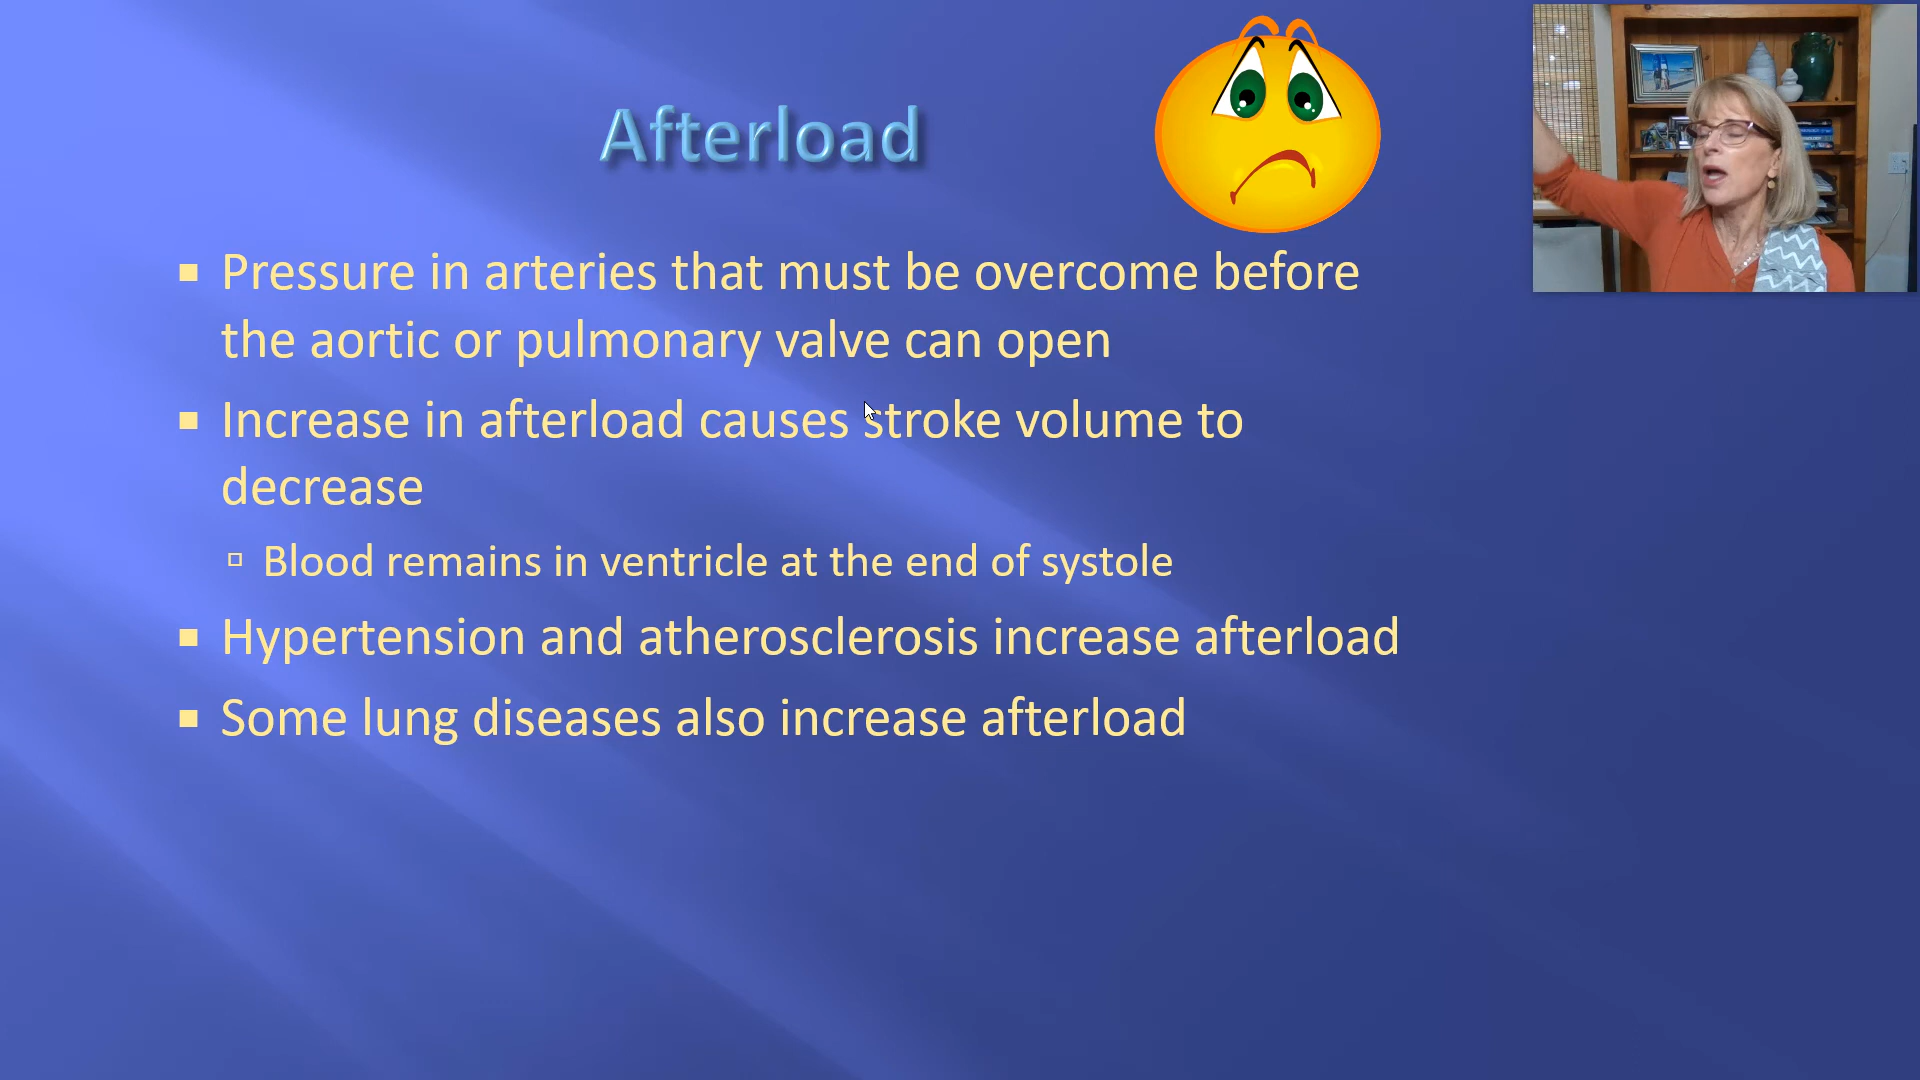 Afterload
Pressure in arteries that must be overcome before
the aortic or pulmonary valve can open
Increase in afterload causes stroke volume to
decrease
Blood remains in ventricle at the end of systole
Hypertension and atherosclerosis increase afterload
Some lung diseases also increase afterload